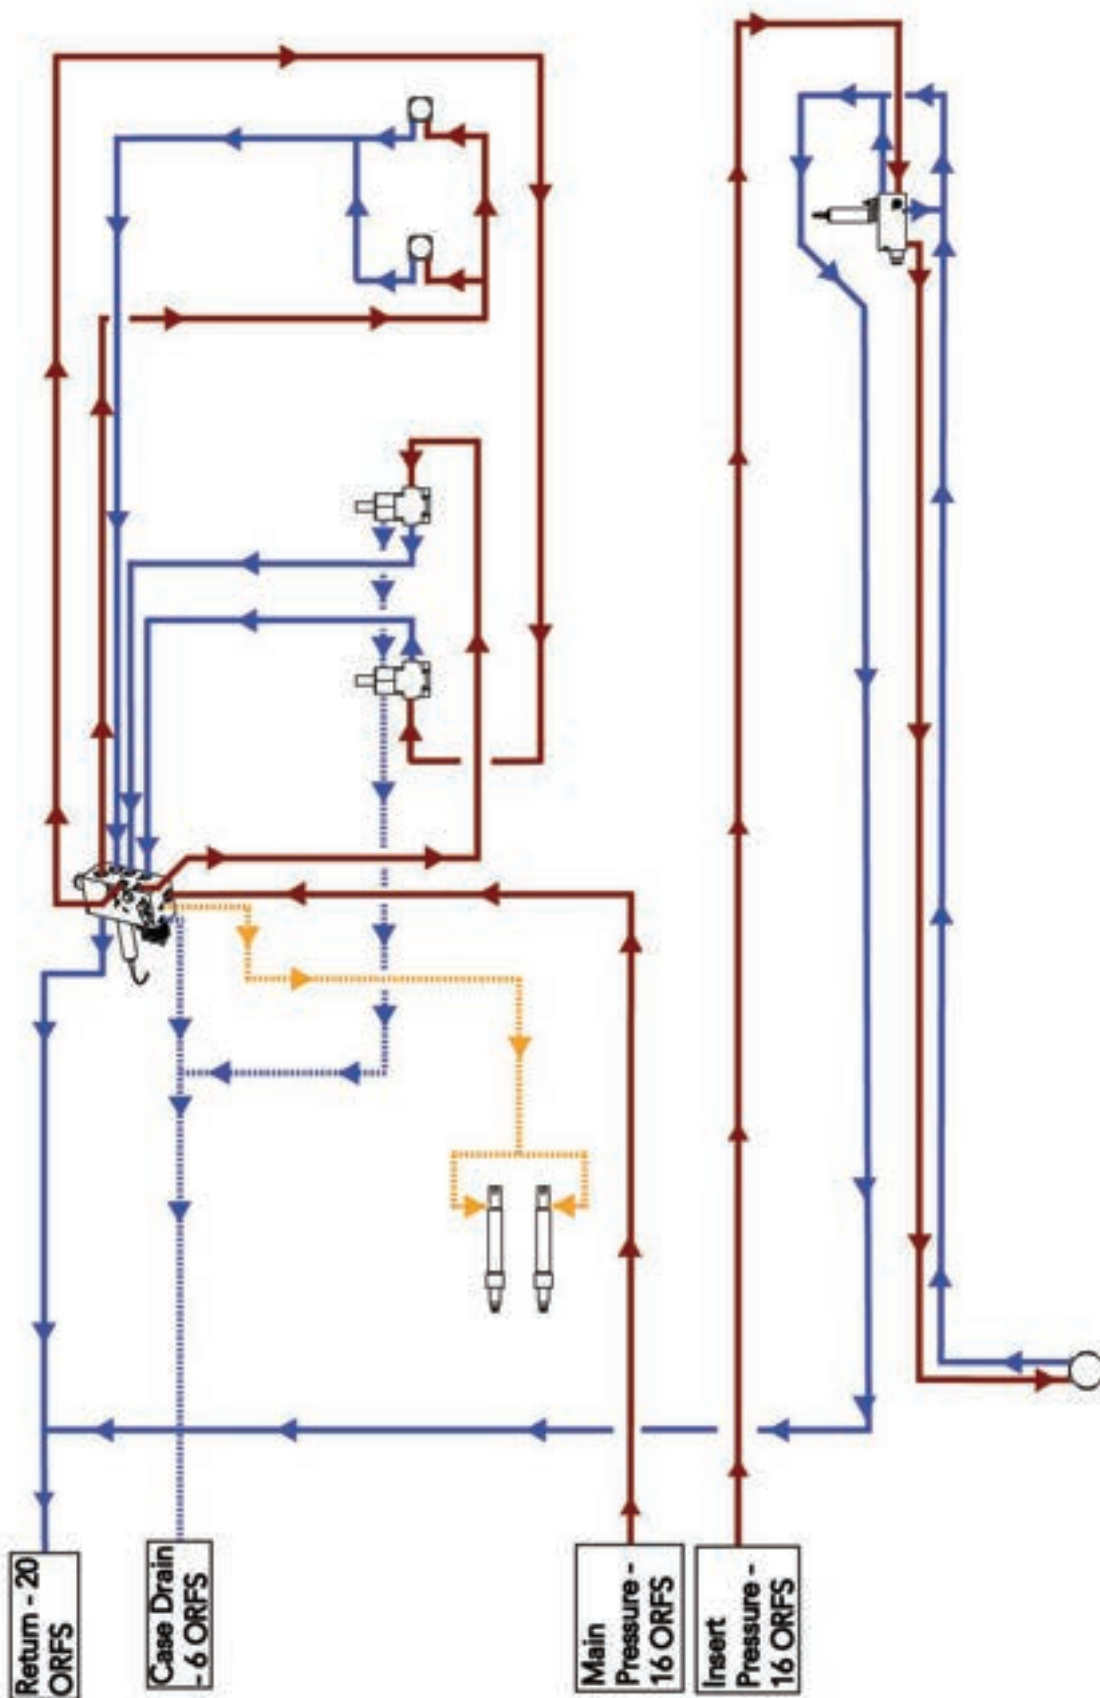 Return - 20
ORFS
Case Drain
- 6 ORFS
Main
Pressure -
16 ORFS
Insert
Pressure -
16 ORFS